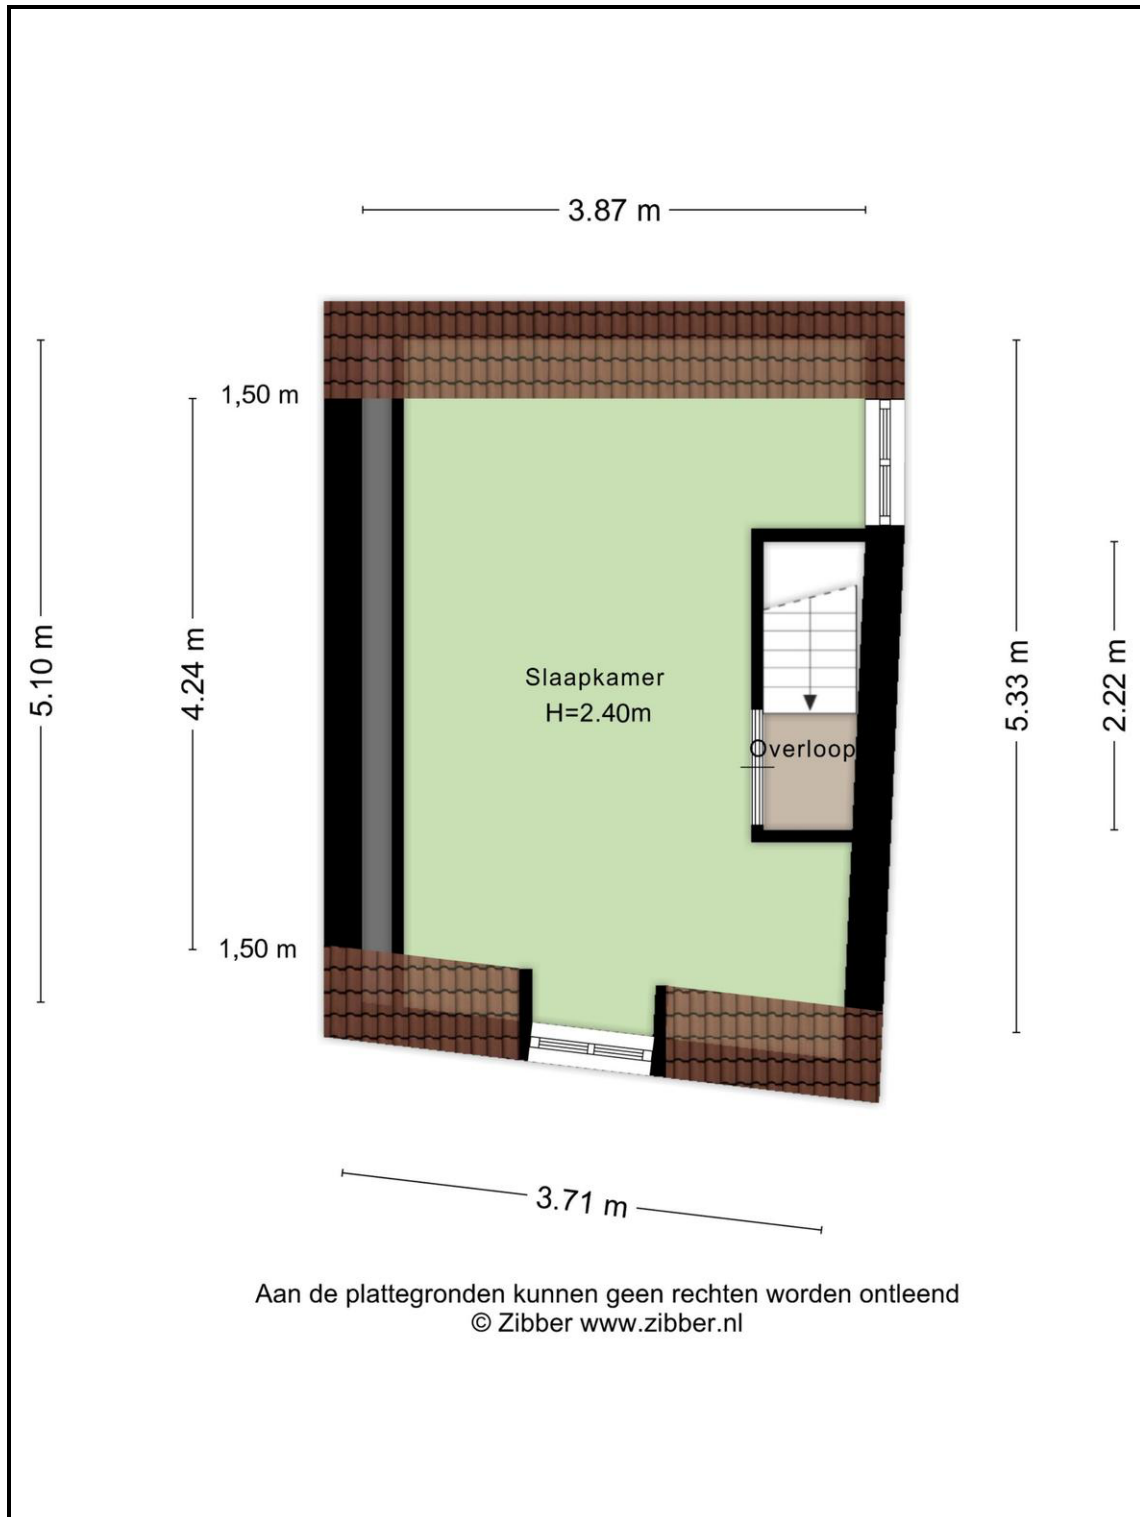 3.87 m
1,50 m
5.10 m
4.24 m
Slaapkamer
H=2.40m
Overloop
5.33 m
2.22 m
1,50 m
3.71 m
Aan de plattegronden kunnen geen rechten worden ontleend
© Zibber www.zibber.nl